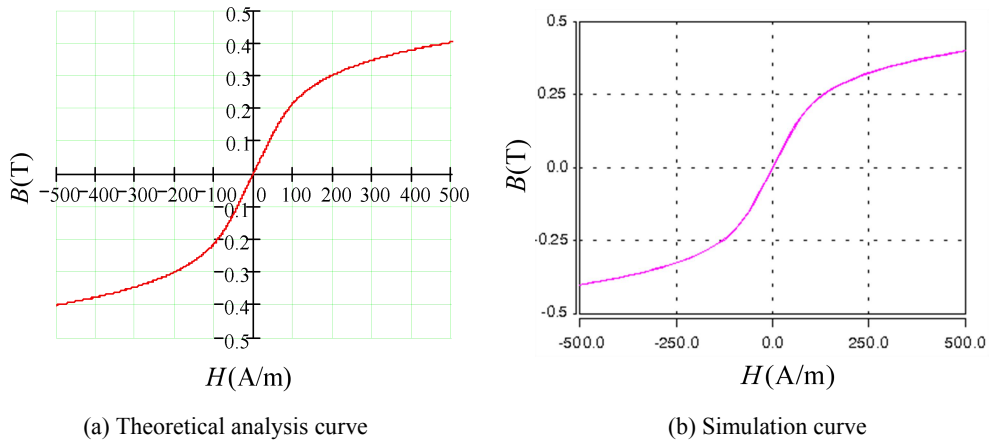 0.5
0.4
0.3
0.2
0.1
B(T)
−500 −400 −300 −200 −100 0 100 200 300 400 500
−0.1
−0.2
−0.3
−0.4
−0.5
H(A/m)
(a) Theoretical analysis curve
0.5
0.25
0.0
-0.25
-0.5
B(T)
-500.0 -250.0 0.0 250.0 500.0
H(A/m)
(b) Simulation curve